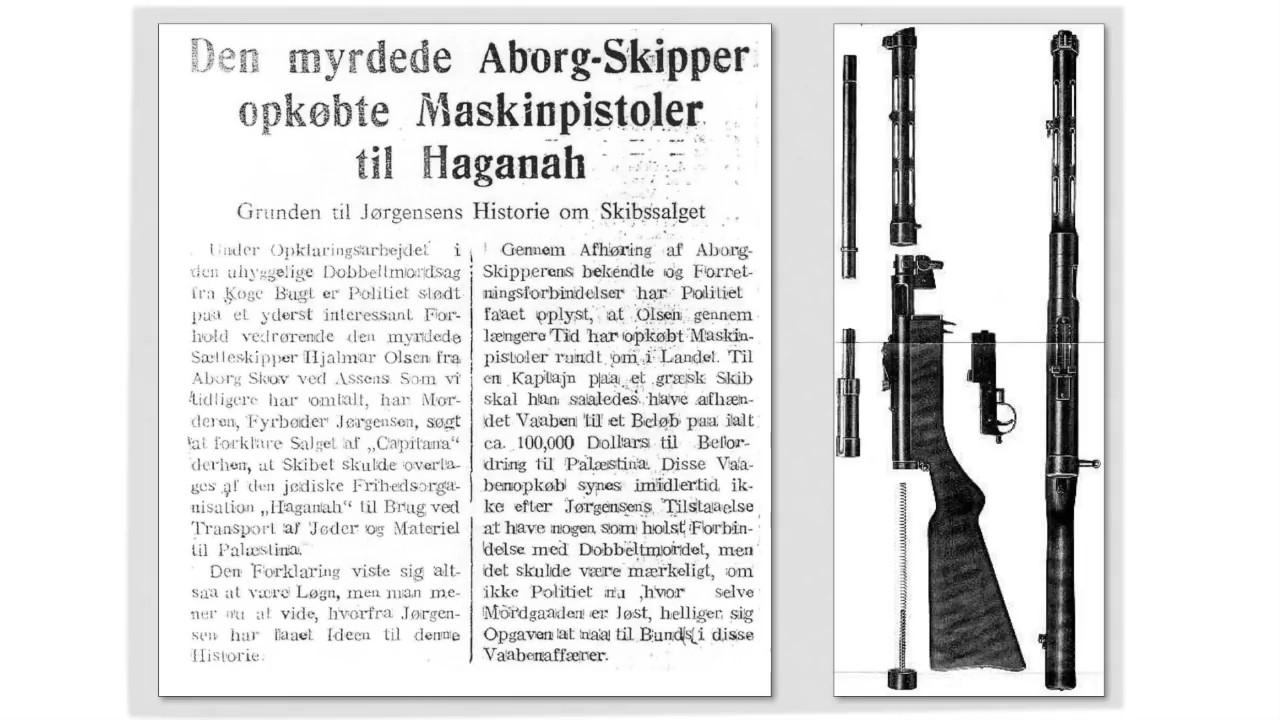 Den myrdede Aborg-Skipper
opkøbte Maskinpistoler
til Haganah
Grunden til Jørgensens Historie om Skibssalget
Under Opklaringsarbejdet i
den uhyggelige Dobbeltmordsag
fra Køge Bugt er Politiet stødt
paa et yderst interessant For-
hold vedrørende den myrdede
Sætteskipper Hjalmar Olsen fra
Aborg Skov ved Assens. Som vi
tidligere har omtalt, har Mor-
deren, Fyrbøder Jørgensen, søgt
at forklare Salget af „Capitana“
derhen, at Skibet skulde overta-
ges af den jødiske Frihedsorga-
nisation „Haganah“ til Brug ved
Transport af Jøder og Materiel
til Palæstina.
Den Forklaring viste sig alt-
saa at være Løgn, men man me-
ner nu at vide, hvorfra Jørgen-
sen har faaet Ideen til denne
Historie.
Gennem Afhøring af Aborg-
Skipperens bekendte og Forret-
ningsforbindelser har Politiet
faaet oplyst, at Olsen gennem
længere Tid har opkøbt Maskin-
pistoler rundt om i Landet. Til
en Kaptajn paa et græsk Skib
skal han saaledes have afhæn-
det Vaaben til et Beløb paa ialt
ca. 100,000 Dollars til Befor-
dring til Palæstina. Disse Vaa-
benopkøb synes imidlertid ik-
ke efter Jørgensens Tilstaaelse
at have nogen som holst Forbin-
delse med Dobbeltmordet, men
det skulde være mærkeligt, om
ikke Politiet nu hvor selve
Mordgaaden er løst, helliger sig
Opgaven at naa til Bunds i disse
Vaabenaffærer.